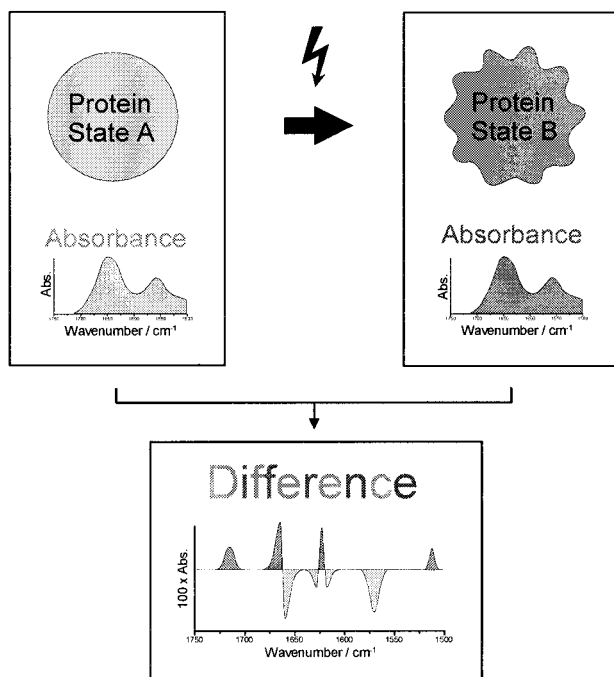 Protein
State A
Absorbance
Abs.
Wavenumber / cm-1
Protein
State B
Absorbance
Abs.
Wavenumber / cm-1
Difference
100 x Abs.
1750 1700 1650 1600 1550 1500
Wavenumber / cm-1